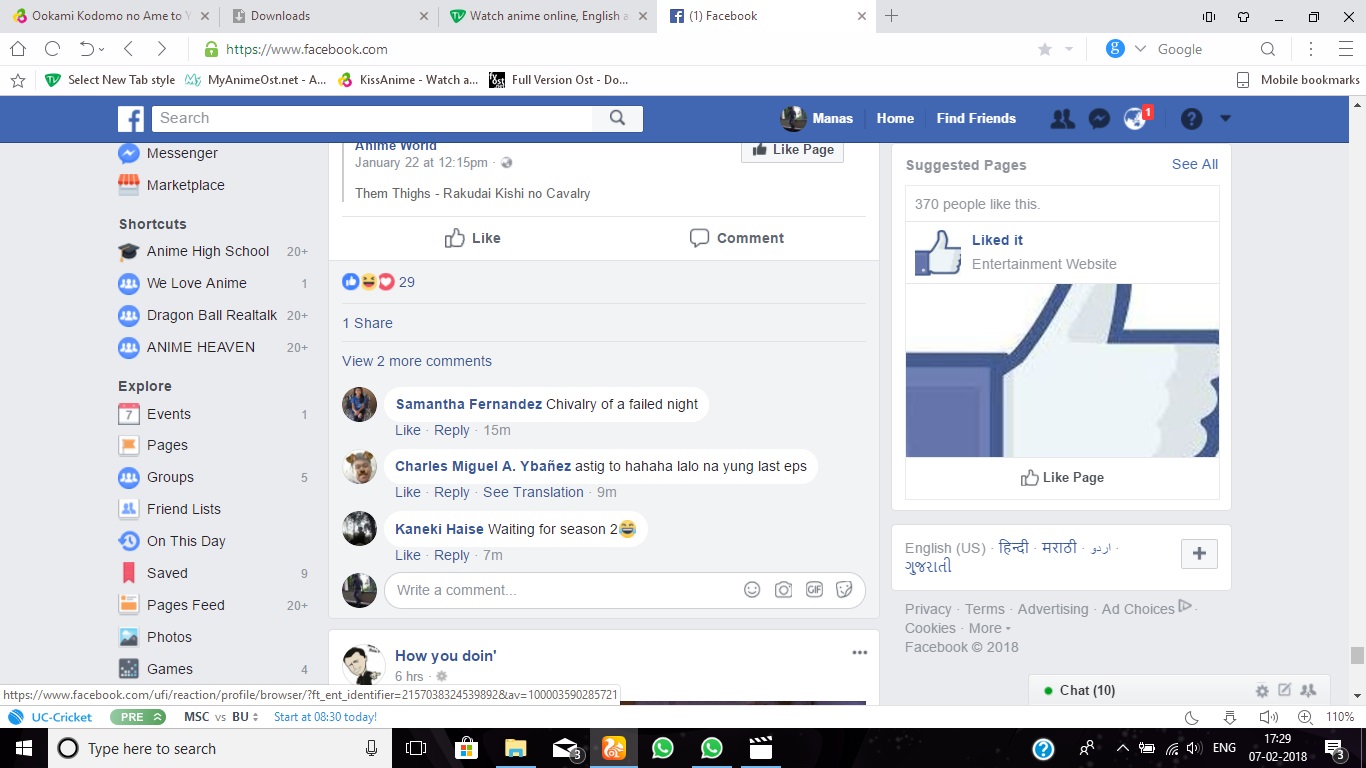 Ookami Kodomo no Ame to Y
Downloads
Watch anime online, English a
(1) Facebook
https://www.facebook.com
Google
Select New Tab style
MyAnimeOst.net - A...
KissAnime - Watch a...
Full Version Ost - Do...
Mobile bookmarks
Search
Manas
Home
Find Friends
1
Messenger
Marketplace
Shortcuts
Anime High School 20+
We Love Anime 1
Dragon Ball Realtalk 20+
ANIME HEAVEN 20+
Explore
7 Events 1
Pages
Groups 5
Friend Lists
On This Day
Saved 9
Pages Feed 20+
Photos
Games 4
Anime World
January 22 at 12:15pm ·
Like Page
Them Thighs - Rakudai Kishi no Cavalry
Like
Comment
29
1 Share
View 2 more comments
Samantha Fernandez Chivalry of a failed night
Like · Reply · 15m
Charles Miguel A. Ybañez astig to hahaha lalo na yung last eps
Like · Reply · See Translation · 9m
Kaneki Haise Waiting for season 2😂
Like · Reply · 7m
Write a comment...
GIF
How you doin'
6 hrs ·
Suggested Pages
See All
370 people like this.
Liked it
Entertainment Website
Like Page
English (US) · हिन्दी · मराठी · اردو ·
ગુજરાતી
Privacy · Terms · Advertising · Ad Choices ·
Cookies · More
Facebook © 2018
Chat (10)
https://www.facebook.com/ufi/reaction/profile/browser/?ft_ent_identifier=215703832453989​2&av=100003590285721
UC-Cricket
PRE
MSC vs BU
Start at 08:30 today!
110%
Type here to search
3
ENG
17:29
07-02-2018
3